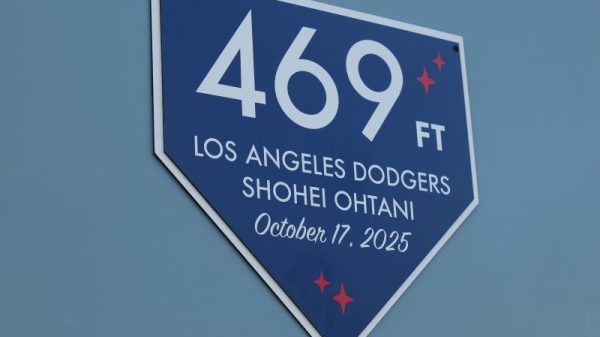 469 FT
LOS ANGELES DODGERS
SHOHEI OHTANI
October 17, 2025